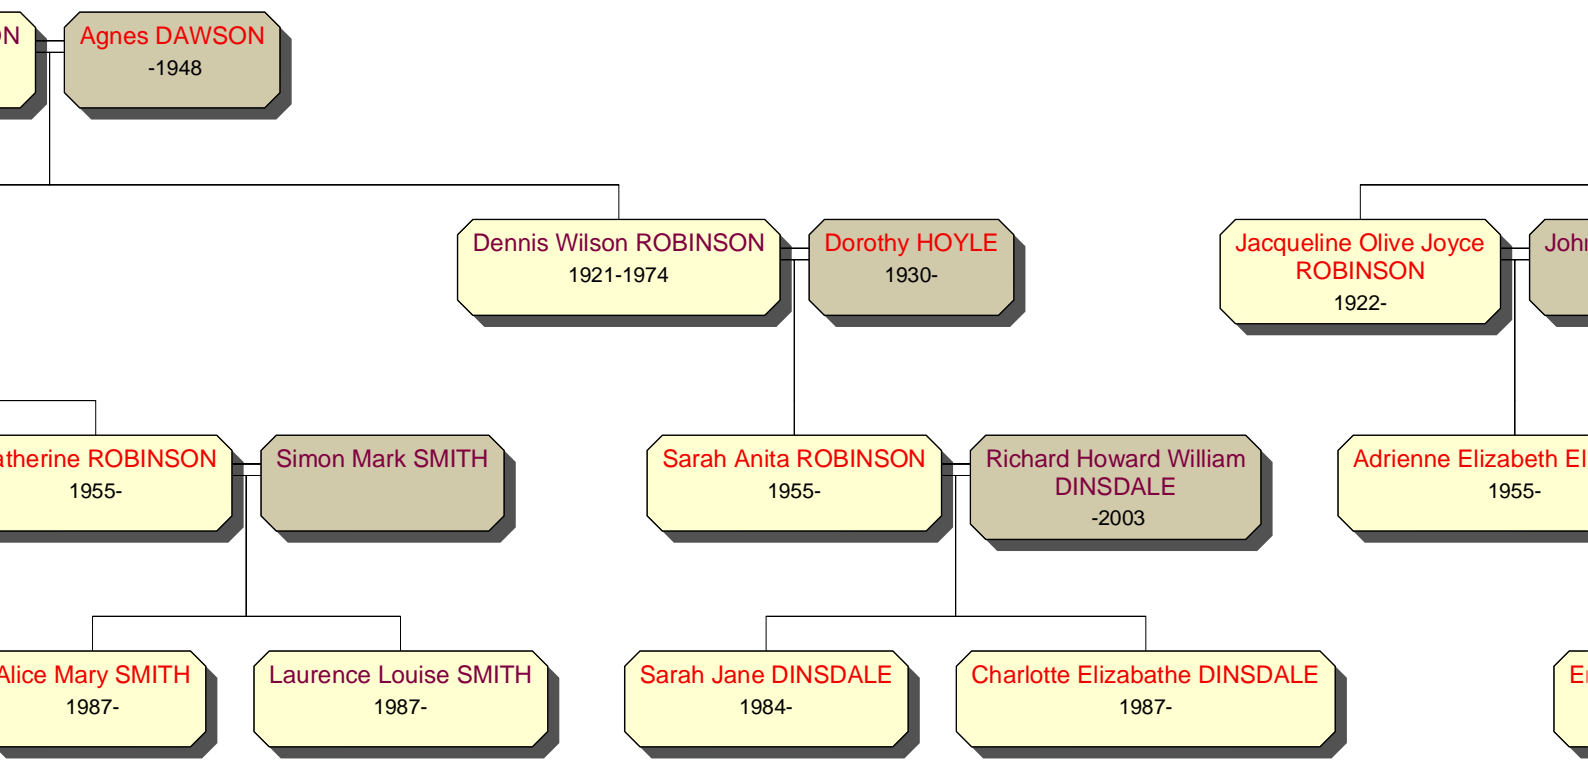 Agnes DAWSON
-1948
Dennis Wilson ROBINSON
1921-1974
Dorothy HOYLE
1930-
Jacqueline Olive Joyce
ROBINSON
1922-
ROBINSON
1955-
Simon Mark SMITH
Sarah Anita ROBINSON
1955-
Richard Howard William
DINSDALE
-2003
Adrienne Elizabeth
1955-
Alice Mary SMITH
1987-
Laurence Louise SMITH
1987-
Sarah Jane DINSDALE
1984-
Charlotte Elizabathe DINSDALE
1987-